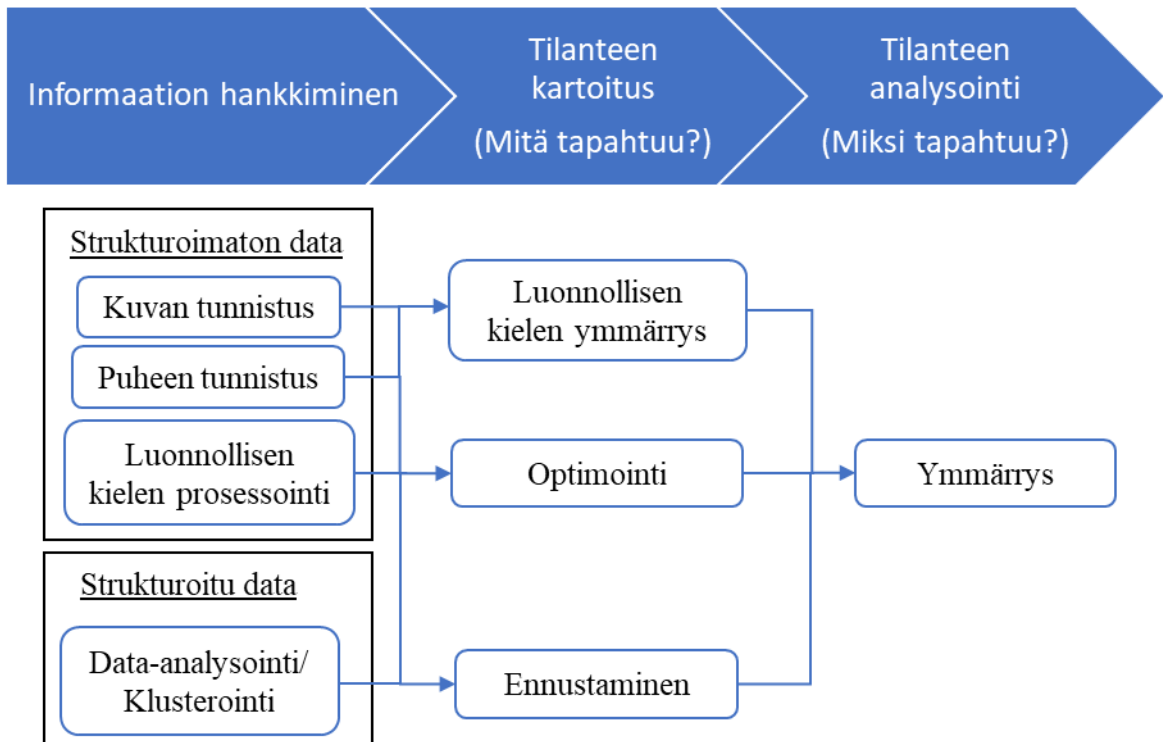 Informaation hankkiminen
Tilanteen
kartoitus
(Mitä tapahtuu?)
Tilanteen
analysointi
(Miksi tapahtuu?)
Strukturoimaton data
Kuvan tunnistus
Puheen tunnistus
Luonnollisen
kielen prosessointi
Strukturoitu data
Data-analysointi/
Klusterointi
Luonnollisen
kielen ymmärrys
Optimointi
Ennustaminen
Ymmärrys